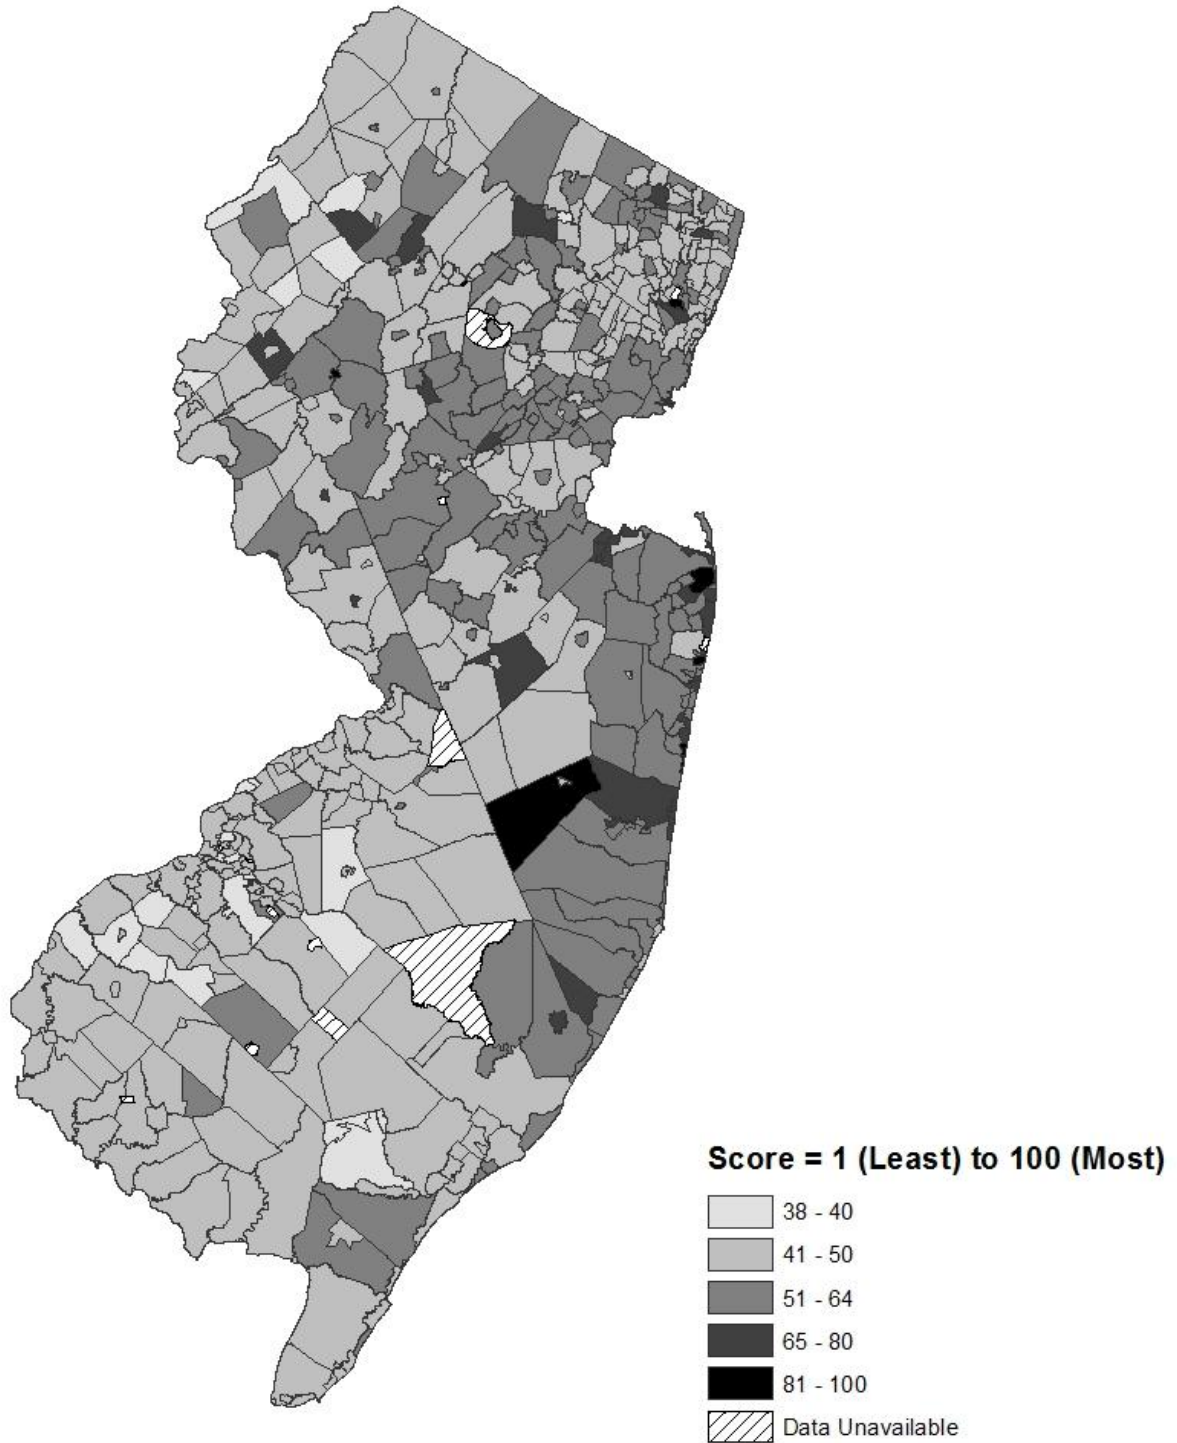 Score = 1 (Least) to 100 (Most)
38 - 40
41 - 50
51 - 64
65 - 80
81 - 100
Data Unavailable